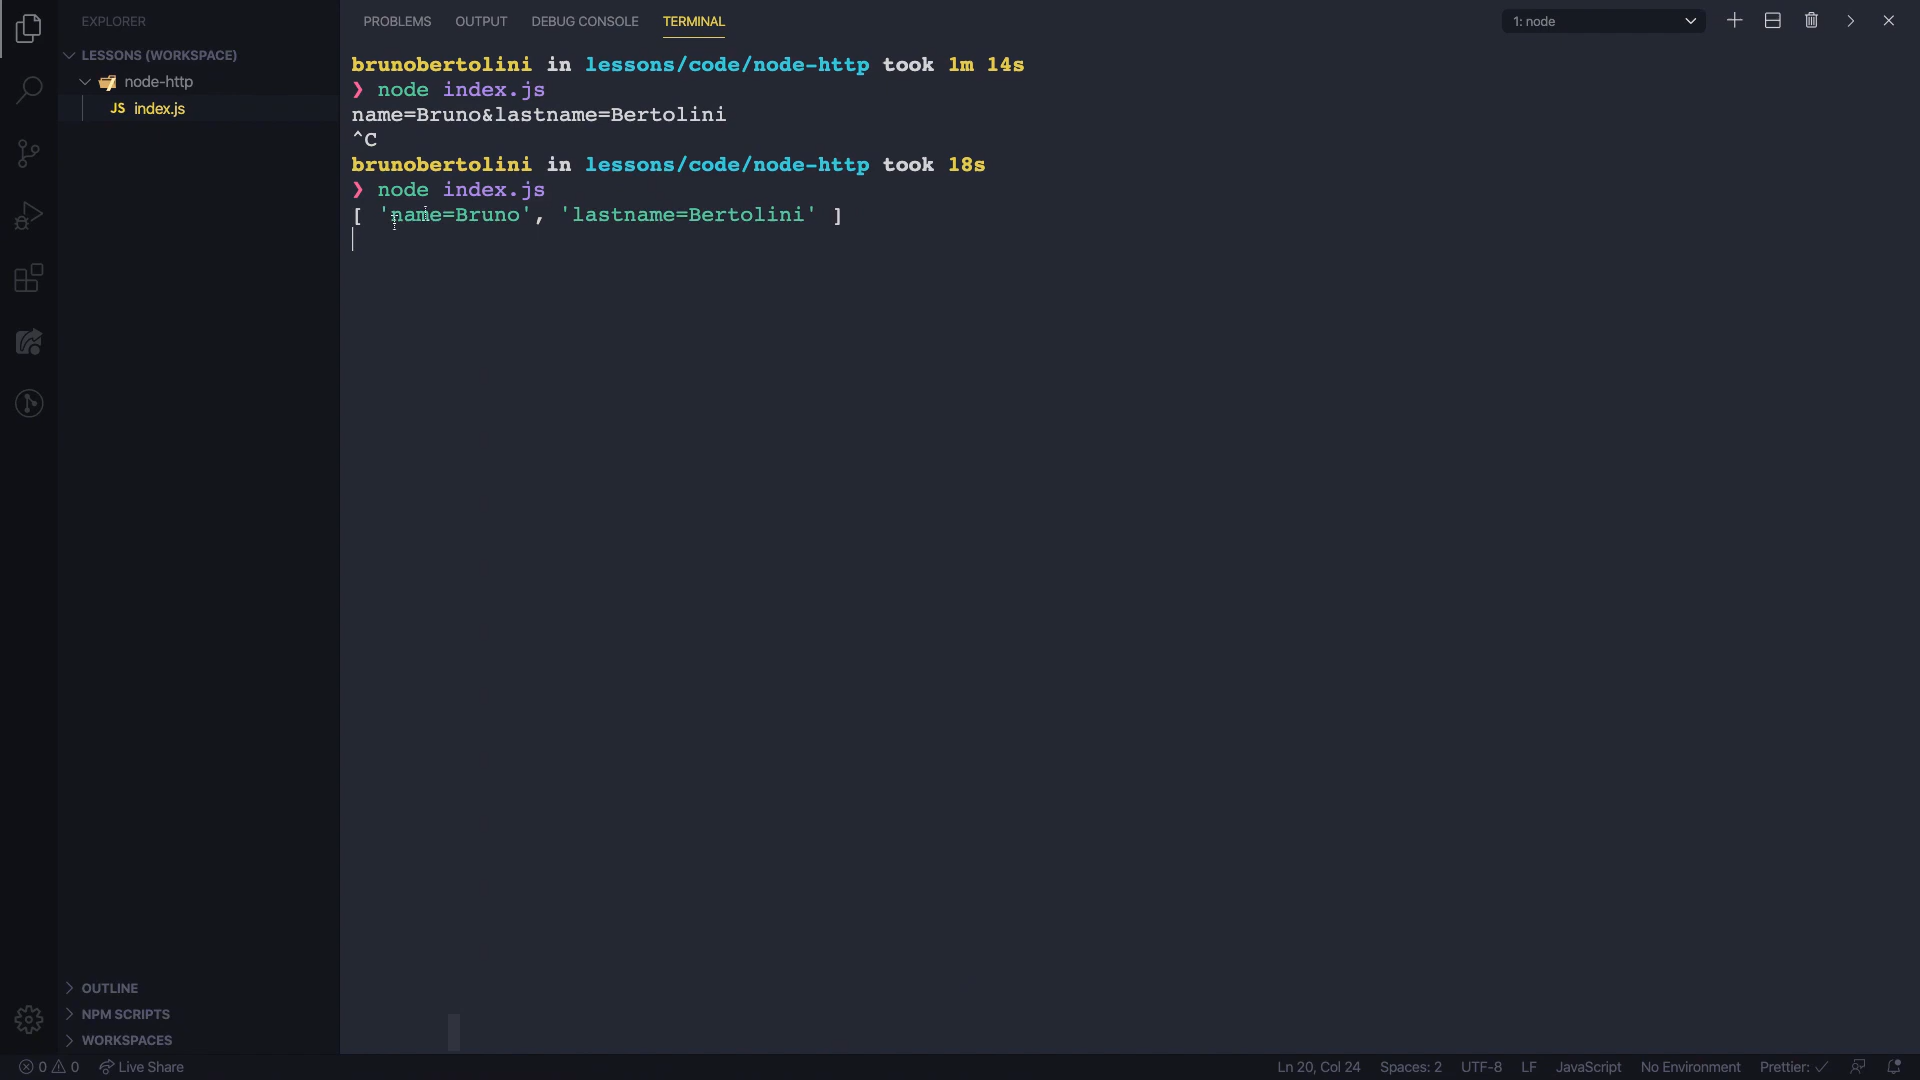 EXPLORER
PROBLEMS OUTPUT DEBUG CONSOLE TERMINAL
1: node
LESSONS (WORKSPACE)
node-http
JS index.js
brunobertolini in lessons/code/node-http took 1m 14s
❯ node index.js
name=Bruno&lastname=Bertolini
^C
brunobertolini in lessons/code/node-http took 18s
❯ node index.js
[ 'name=Bruno', 'lastname=Bertolini' ]
OUTLINE
NPM SCRIPTS
WORKSPACES
0 0 Live Share
Ln 20, Col 24 Spaces: 2 UTF-8 LF JavaScript No Environment Prettier: ✓